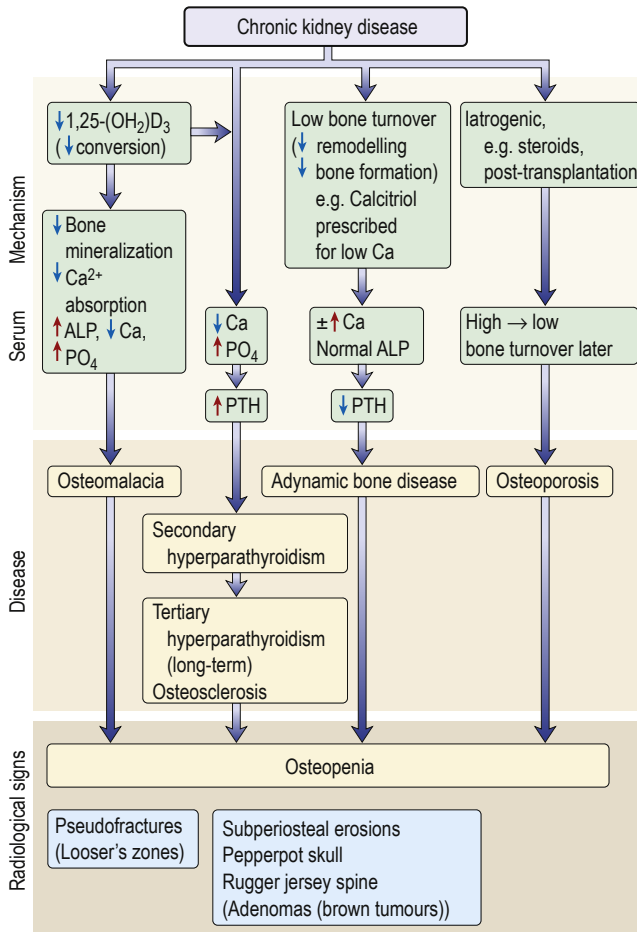 Chronic kidney disease
Mechanism
↓1,25-(OH₂)D₃
(↓conversion)
Low bone turnover
(↓ remodelling
↓ bone formation)
e.g. Calcitriol
prescribed
for low Ca
Iatrogenic,
e.g. steroids,
post-transplantation
Serum
↓Bone
mineralization
↓Ca²⁺
absorption
↑ALP, ↓Ca,
↑PO₄
↓Ca
↑PO₄
±↑Ca
Normal ALP
High → low
bone turnover later
↑PTH
↓PTH
Disease
Osteomalacia
Adynamic bone disease
Osteoporosis
Secondary
hyperparathyroidism
Tertiary
hyperparathyroidism
(long-term)
Osteosclerosis
Radiological signs
Osteopenia
Pseudofractures
(Looser's zones)
Subperiosteal erosions
Pepperpot skull
Rugger jersey spine
(Adenomas (brown tumours))